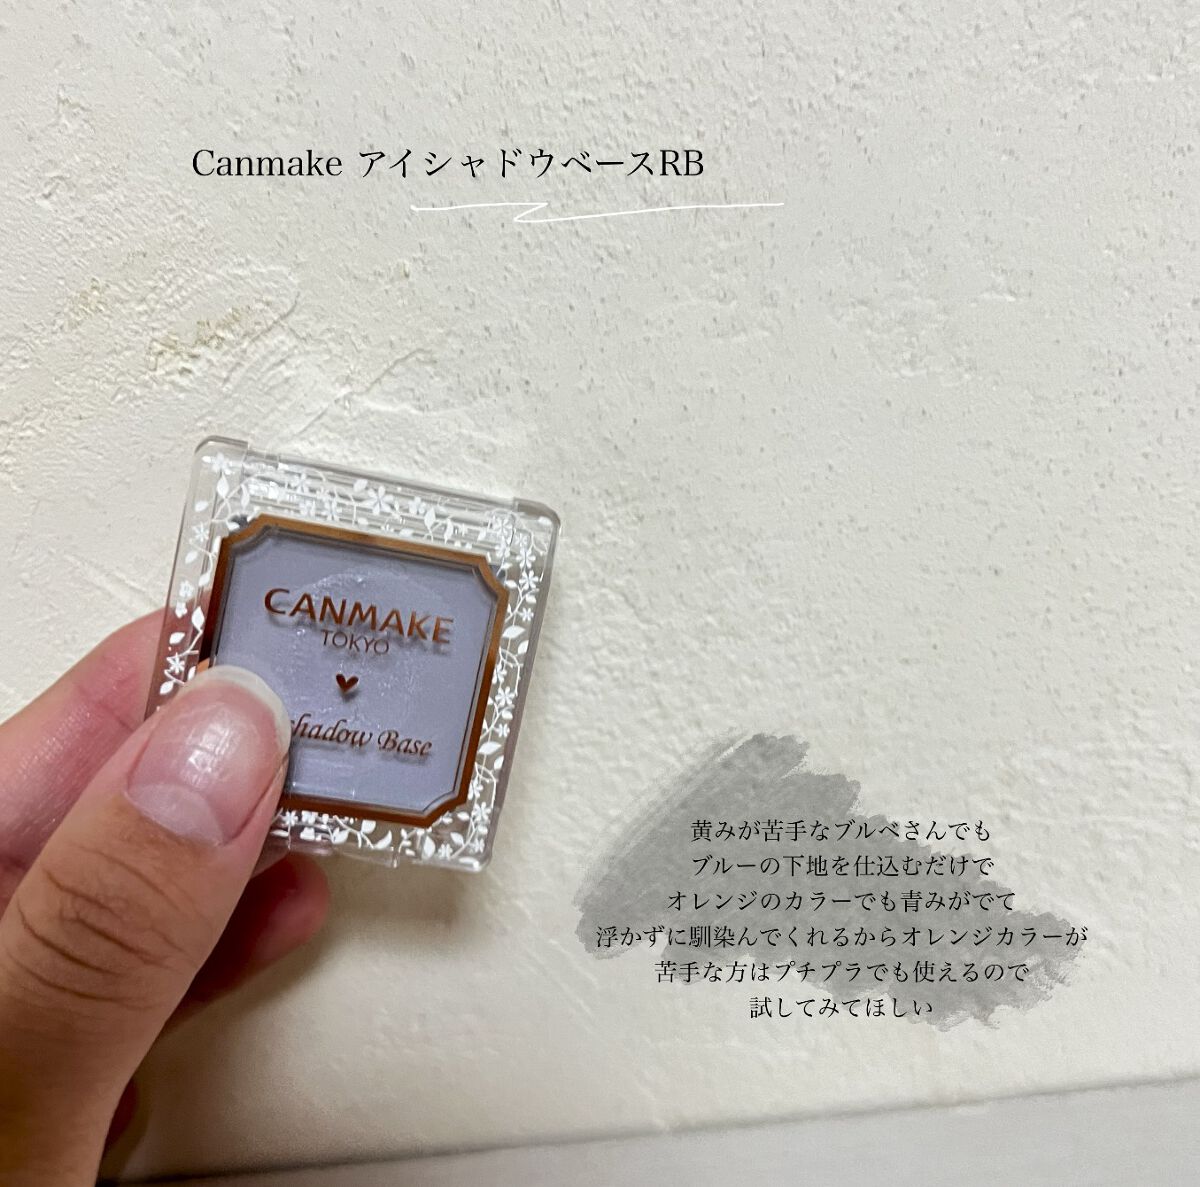 Canmake アイシャドウベースRB
CANMAKE
TOKYO
shadow Base
黄みが苦手なブルベさんでも
ブルーの下地を仕込むだけで
オレンジのカラーでも青みがでて
浮かずに馴染んでくれるからオレンジカラーが
苦手な方はプチプラでも使えるので
試してみてほしい